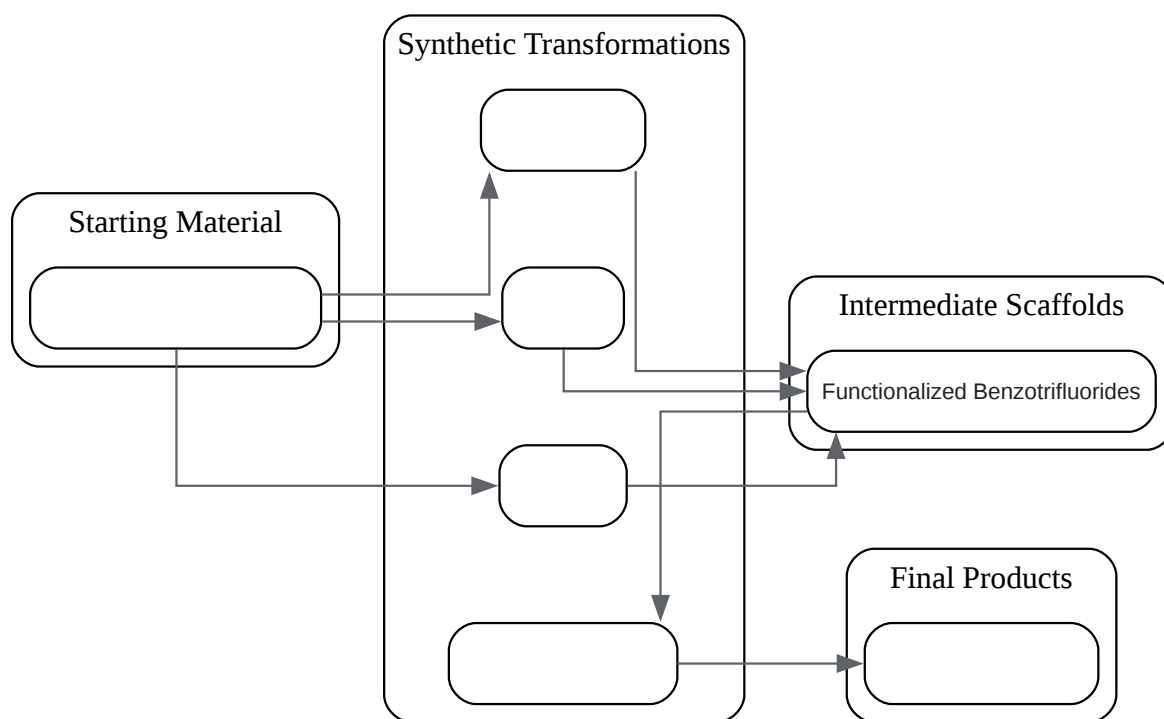 Synthetic Transformations
Starting Material
Intermediate Scaffolds
Functionalized Benzotrifluorides
Final Products